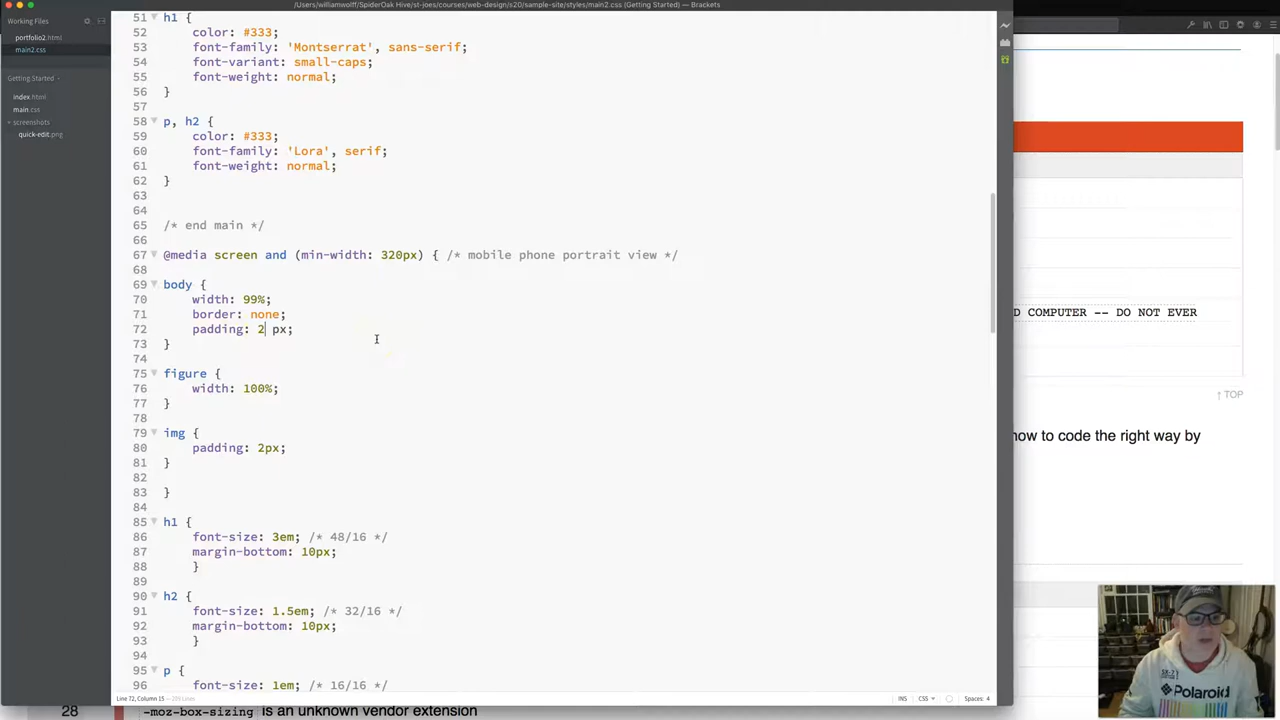 /Users/williamwolff/SpiderOak Hive/st-joes/courses/web-design/s20/sample-site/styles/main2.css (Getting Started) — Brackets
Working Files
portfolio2.html
main2.css
Getting Started
index.html
main.css
screenshots
quick-edit.png
51 h1 {
52 color: #333;
53 font-family: 'Montserrat', sans-serif;
54 font-variant: small-caps;
55 font-weight: normal;
56 }
57
58 p, h2 {
59 color: #333;
60 font-family: 'Lora', serif;
61 font-weight: normal;
62 }
63
64
65 /* end main */
66
67 @media screen and (min-width: 320px) { /* mobile phone portrait view */
68
69 body {
70 width: 99%;
71 border: none;
72 padding: 2 px;
73 }
74
75 figure {
76 width: 100%;
77 }
78
79 img {
80 padding: 2px;
81 }
82
83 }
84
85 h1 {
86 font-size: 3em; /* 48/16 */
87 margin-bottom: 10px;
88 }
89
90 h2 {
91 font-size: 1.5em; /* 32/16 */
92 margin-bottom: 10px;
93 }
94
95 p {
96 font-size: 1em; /* 16/16 */
Line 72, Column 15
INS CSS Spaces: 4
D COMPUTER -- DO NOT EVER
↑ TOP
how to code the right way by
28 -moz-box-sizing is an unknown vendor extension
SK-71
Polaroid